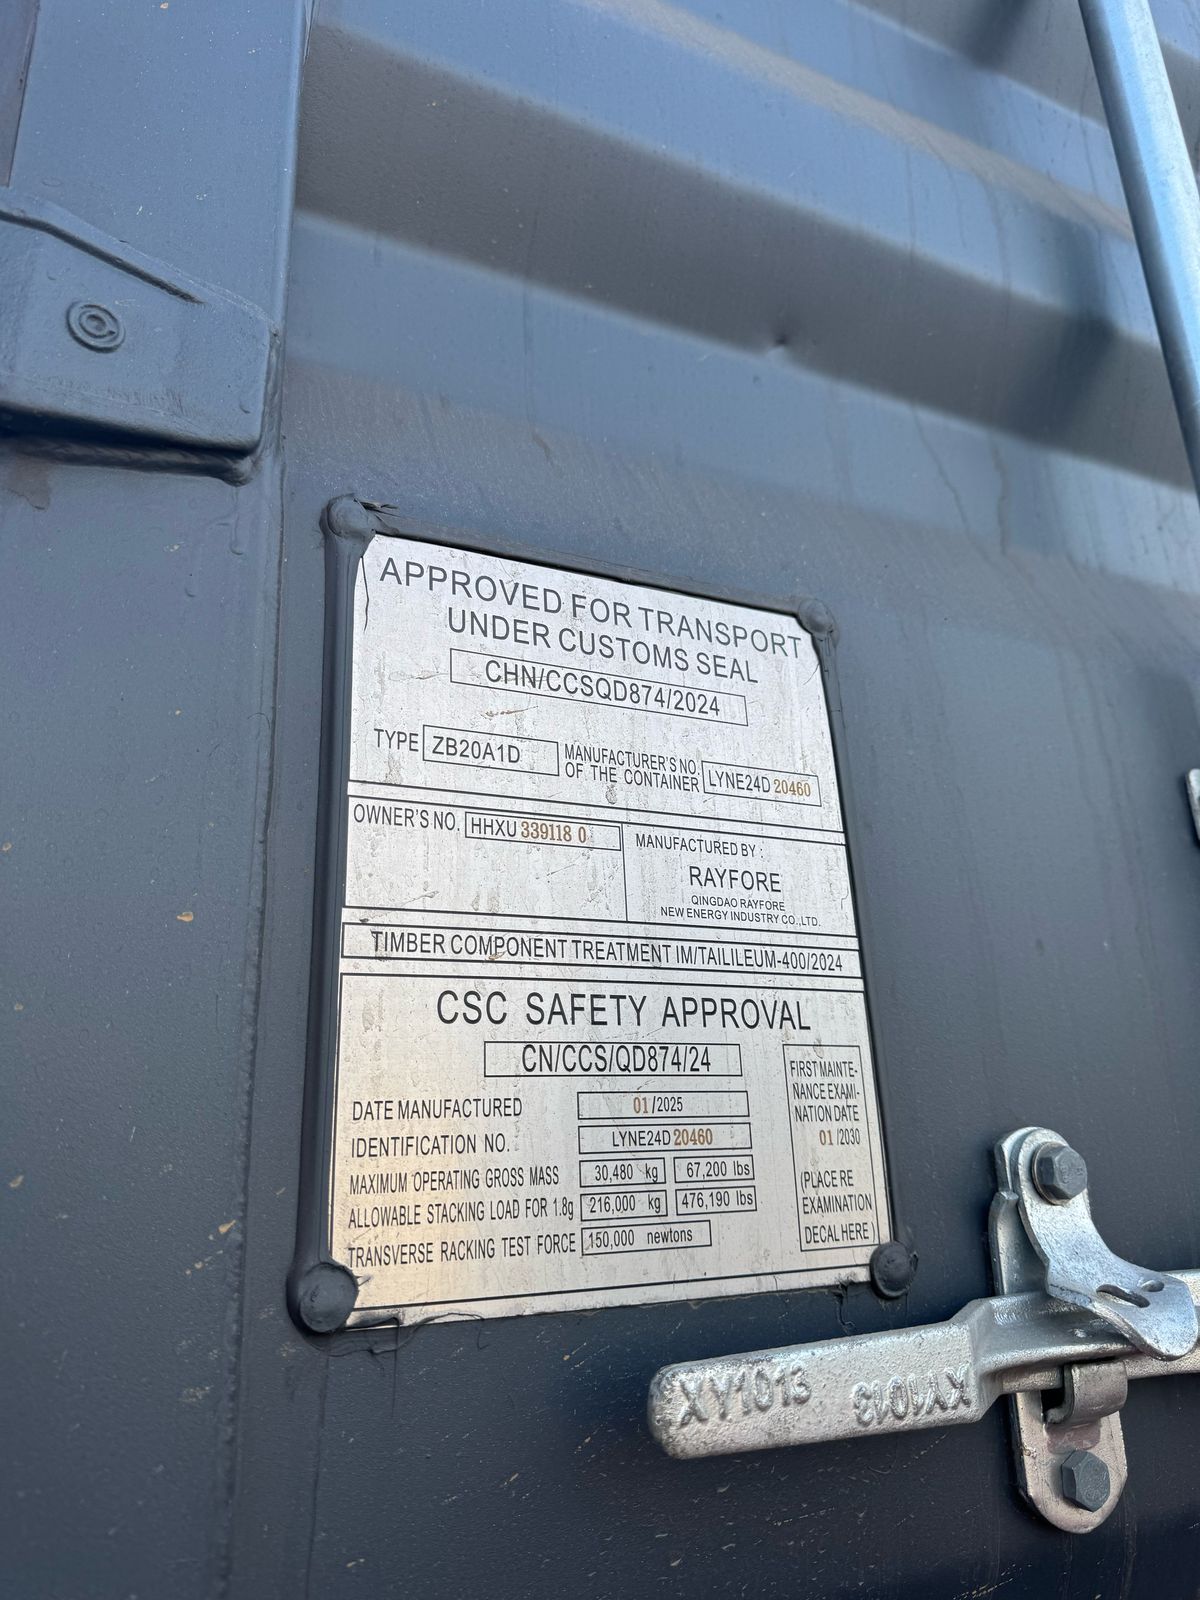 APPROVED FOR TRANSPORT
UNDER CUSTOMS SEAL
CHN/CCSQD874/2024
TYPE ZB20A1D MANUFACTURER'S NO. OF THE CONTAINER LYNE24D 20460
OWNER'S NO. HHXU 339118 0
MANUFACTURED BY :
RAYFORE
QINGDAO RAYFORE
NEW ENERGY INDUSTRY CO.,LTD.
TIMBER COMPONENT TREATMENT IM/TAILILEUM-400/2024
CSC SAFETY APPROVAL
CN/CCS/QD874/24
DATE MANUFACTURED 01/2025
IDENTIFICATION NO. LYNE24D 20460
MAXIMUM OPERATING GROSS MASS 30,480 kg 67,200 lbs
ALLOWABLE STACKING LOAD FOR 1.8g 216,000 kg 476,190 lbs
TRANSVERSE RACKING TEST FORCE 150,000 newtons
FIRST MAINTE-
NANCE EXAMI-
NATION DATE
01/2030
(PLACE RE
EXAMINATION
DECAL HERE)
XY1013 XY1013